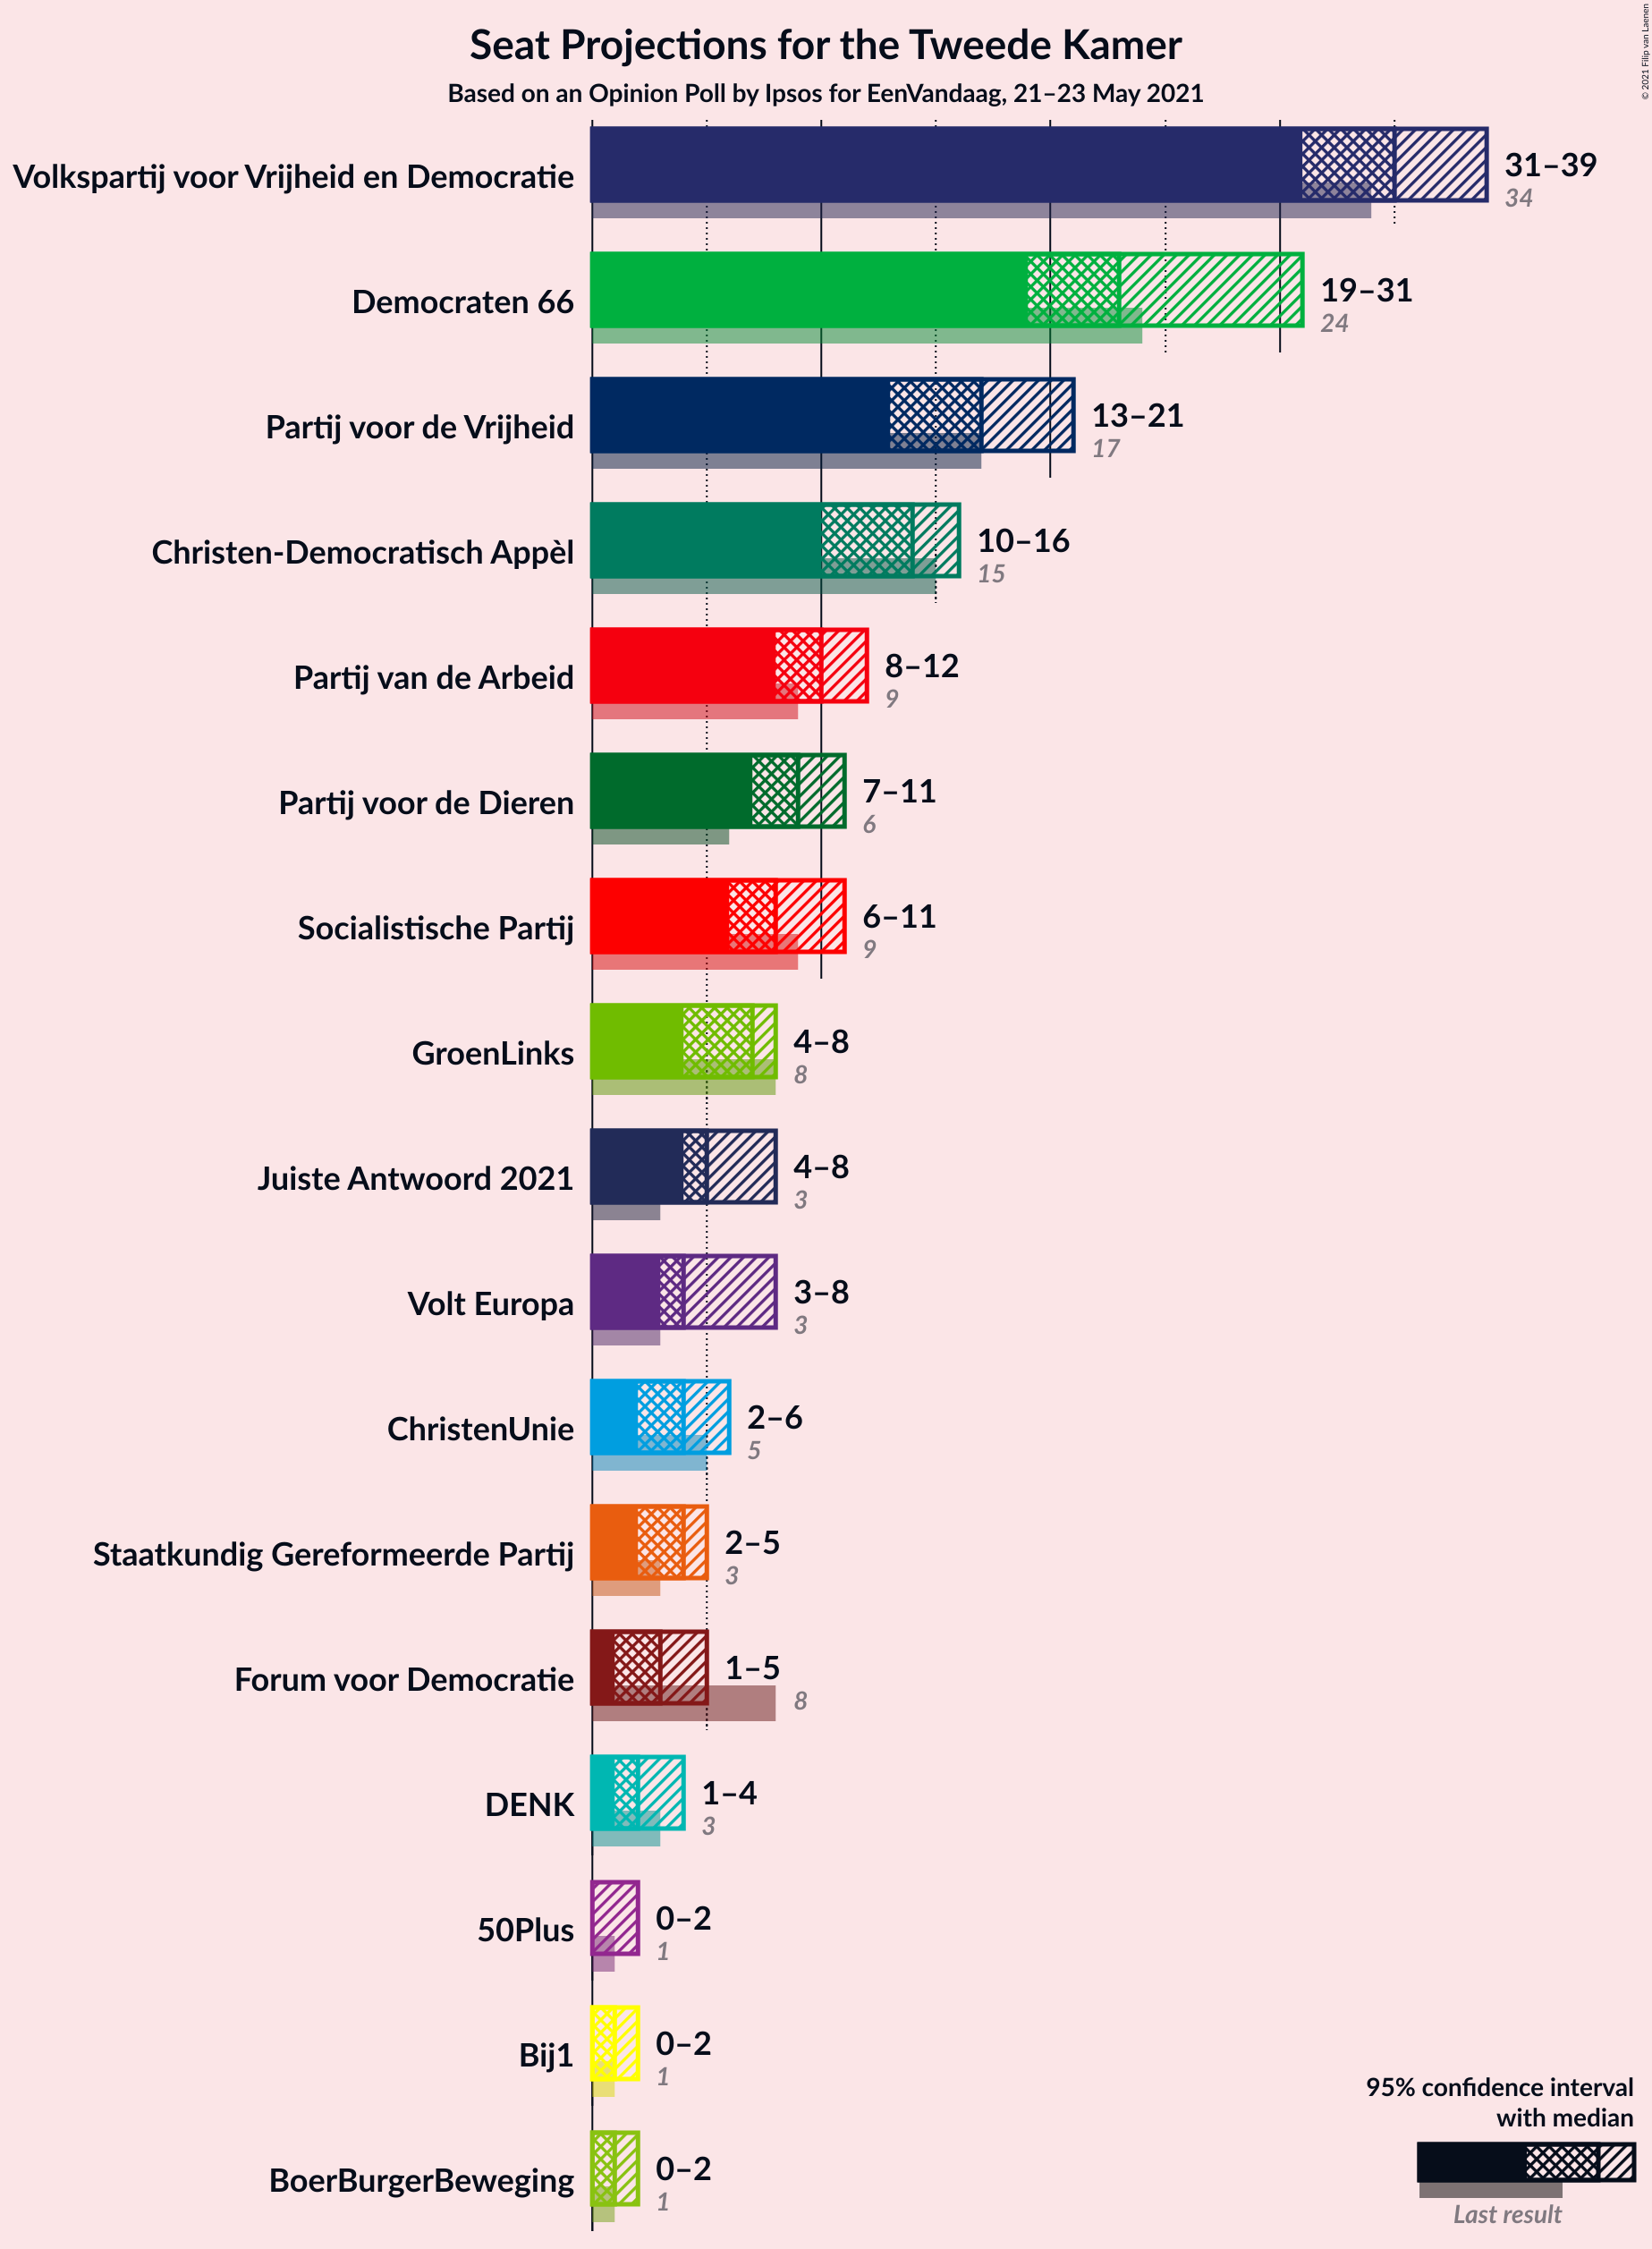 Seat Projections for the Tweede Kamer
Based on an Opinion Poll by Ipsos for EenVandaag, 21–23 May 2021
© 2021 Filip van Laenen
Volkspartij voor Vrijheid en Democratie
31–39
34
Democraten 66
19–31
24
Partij voor de Vrijheid
13–21
17
Christen-Democratisch Appèl
10–16
15
Partij van de Arbeid
8–12
9
Partij voor de Dieren
7–11
6
Socialistische Partij
6–11
9
GroenLinks
4–8
8
Juiste Antwoord 2021
4–8
3
Volt Europa
3–8
3
ChristenUnie
2–6
5
Staatkundig Gereformeerde Partij
2–5
3
Forum voor Democratie
1–5
8
DENK
1–4
3
50Plus
0–2
1
Bij1
0–2
1
BoerBurgerBeweging
0–2
1
95% confidence interval
with median
Last result